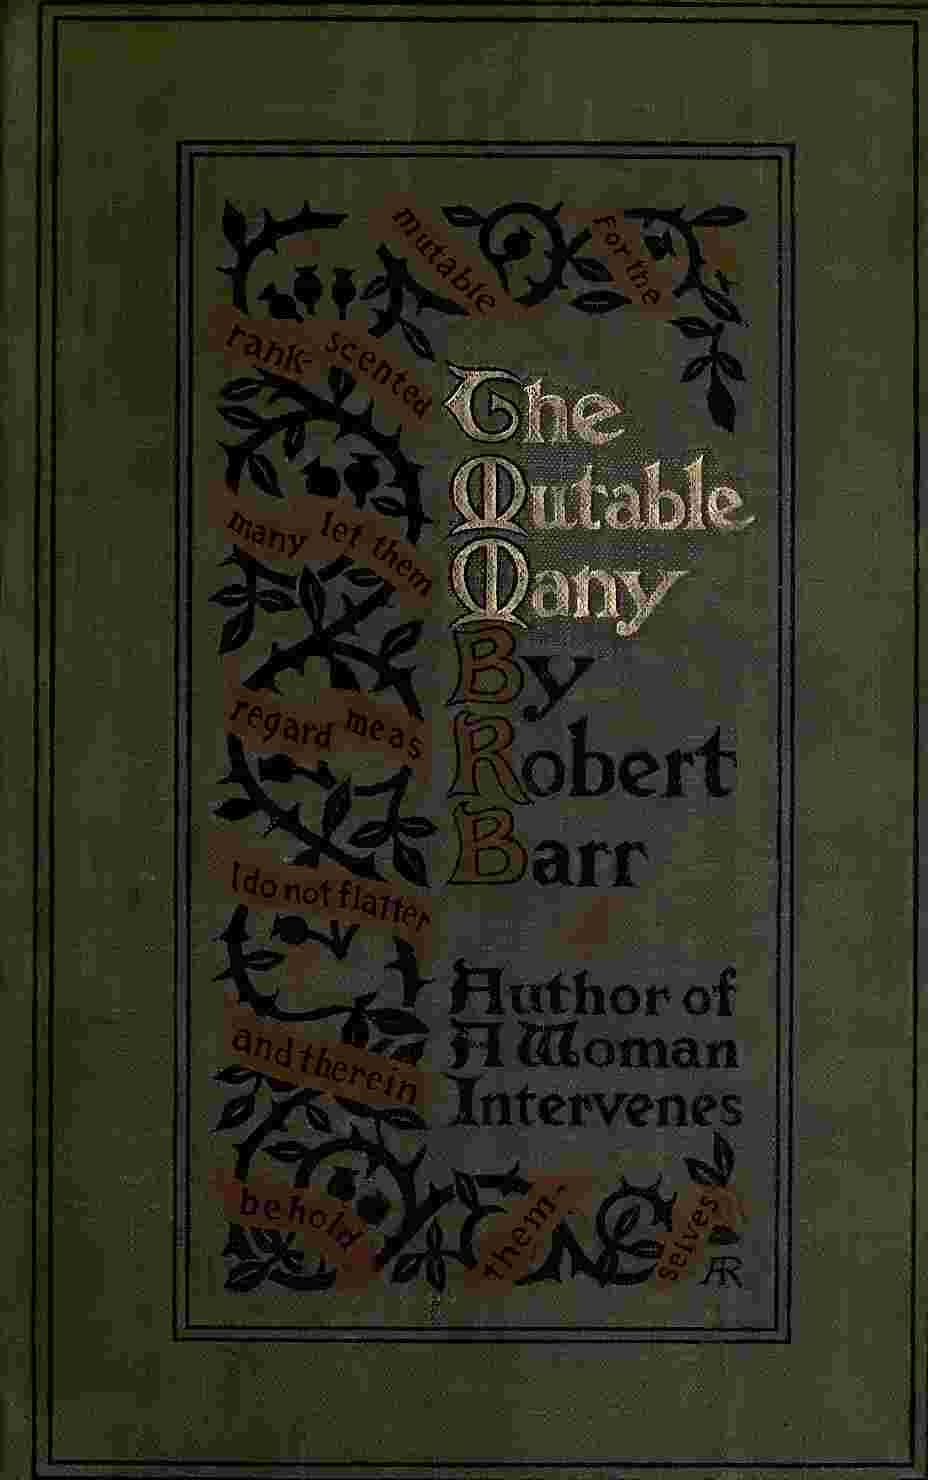 For the
mutable
rank-scented
many let them
regard me as
I do not flatter
and therein
behold
them-
selves
The
Mutable
Many
By
Robert
Barr
Author of
A Woman
Intervenes
AR